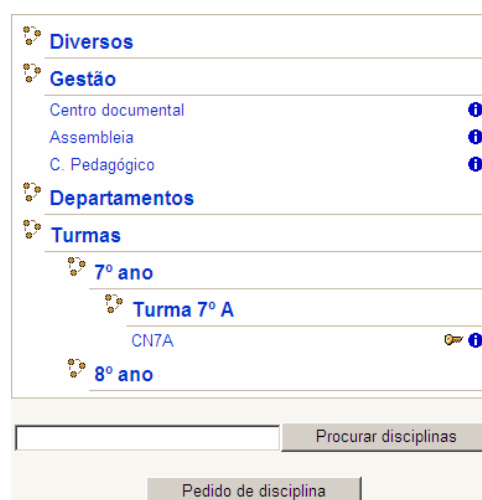 Diversos
Gestão
Centro documental
Assembleia
C. Pedagógico
Departamentos
Turmas
7º ano
Turma 7º A
CN7A
8º ano
Procurar disciplinas
Pedido de disciplina